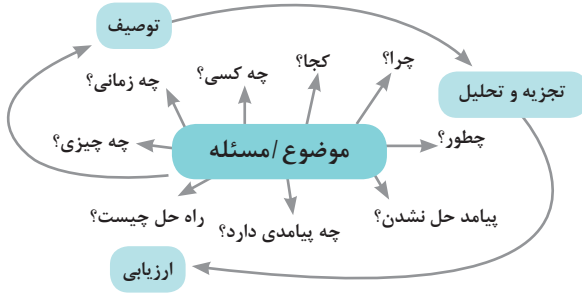 توصیف
چرا؟
کجا؟
چه کسی؟
چه زمانی؟
تجزیه و تحلیل
چطور؟
موضوع/مسئله
چه چیزی؟
پیامد حل نشدن؟
چه پیامدی دارد؟
راه حل چیست؟
ارزیابی